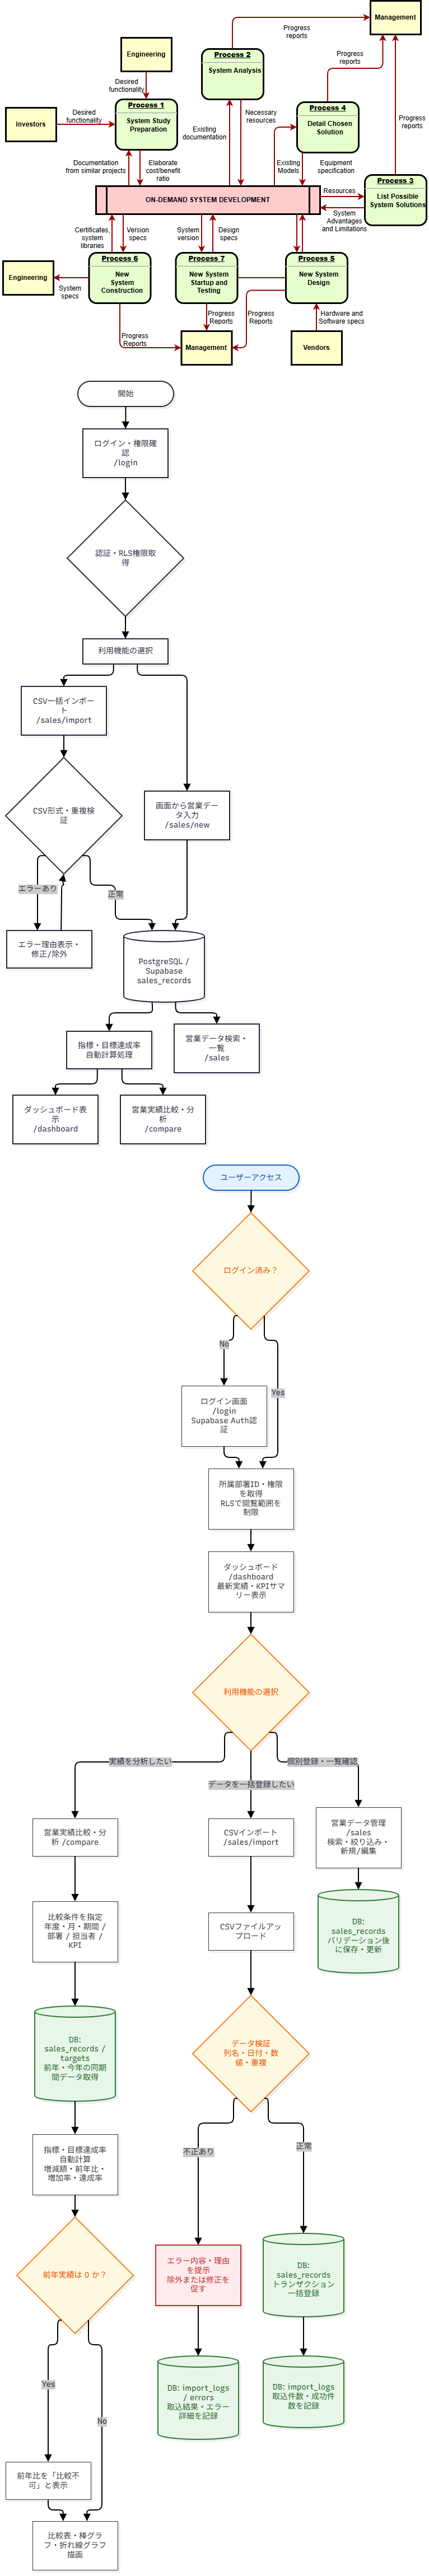 Management
Progress
reports
Engineering
Process 2
System Analysis
Progress
reports
Desired
functionality
Process 1
System Study
Preparation
Investors
Desired
functionality
Existing
documentation
Necessary
resources
Process 4
Detail Chosen
Solution
Progress
reports
Documentation
from similar projects
Elaborate
cost/benefit
ratio
Existing
Models
Equipment
specification
Process 3
List Possible
System Solutions
Resources
ON-DEMAND SYSTEM DEVELOPMENT
System
Advantages
and Limitations
Certificates,
system
libraries
Version
specs
System
version
Design
specs
Engineering
System
specs
Process 6
New
System
Construction
Process 7
New System
Startup and
Testing
Process 5
New System
Design
Progress
Reports
Progress
Reports
Progress
Reports
Hardware and
Software specs
Management
Vendors
開始
ログイン・権限確
認
/login
認証・RLS権限取
得
利用機能の選択
CSV一括インポー
ト
/sales/import
CSV形式・重複検
証
画面から営業デー
タ入力
/sales/new
エラーあり
正常
エラー理由表示・
修正/除外
PostgreSQL /
Supabase
sales_records
指標・目標達成率
自動計算処理
営業データ検索・
一覧
/sales
ダッシュボード表
示
/dashboard
営業実績比較・分
析
/compare
ユーザーアクセス
ログイン済み？
No
Yes
ログイン画面
/login
Supabase Auth認
証
所属部署ID・権限
を取得
RLSで閲覧範囲を
制限
ダッシュボード
/dashboard
最新実績・KPIサマ
リー表示
利用機能の選択
実績を分析したい
データを一括登録したい
個別登録・一覧確認
営業実績比較・分
析 /compare
CSVインポート
/sales/import
営業データ管理
/sales
検索・絞り込み・
新規/編集
比較条件を指定
年度・月・期間 /
部署 / 担当者 /
KPI
CSVファイルアッ
プロード
DB:
sales_records
バリデーション後
に保存・更新
DB:
sales_records /
targets
前年・今年の同期
間データ取得
データ検証
列名・日付・数
値・重複
指標・目標達成率
自動計算
増減額・前年比・
増加率・達成率
不正あり
正常
前年実績は 0 か？
エラー内容・理由
を提示
除外または修正を
促す
DB:
sales_records
トランザクション
一括登録
Yes
No
DB: import_logs
/ errors
取込結果・エラー
詳細を記録
DB: import_logs
取込件数・成功件
数を記録
前年比を「比較不
可」と表示
比較表・棒グラ
フ・折れ線グラフ
描画